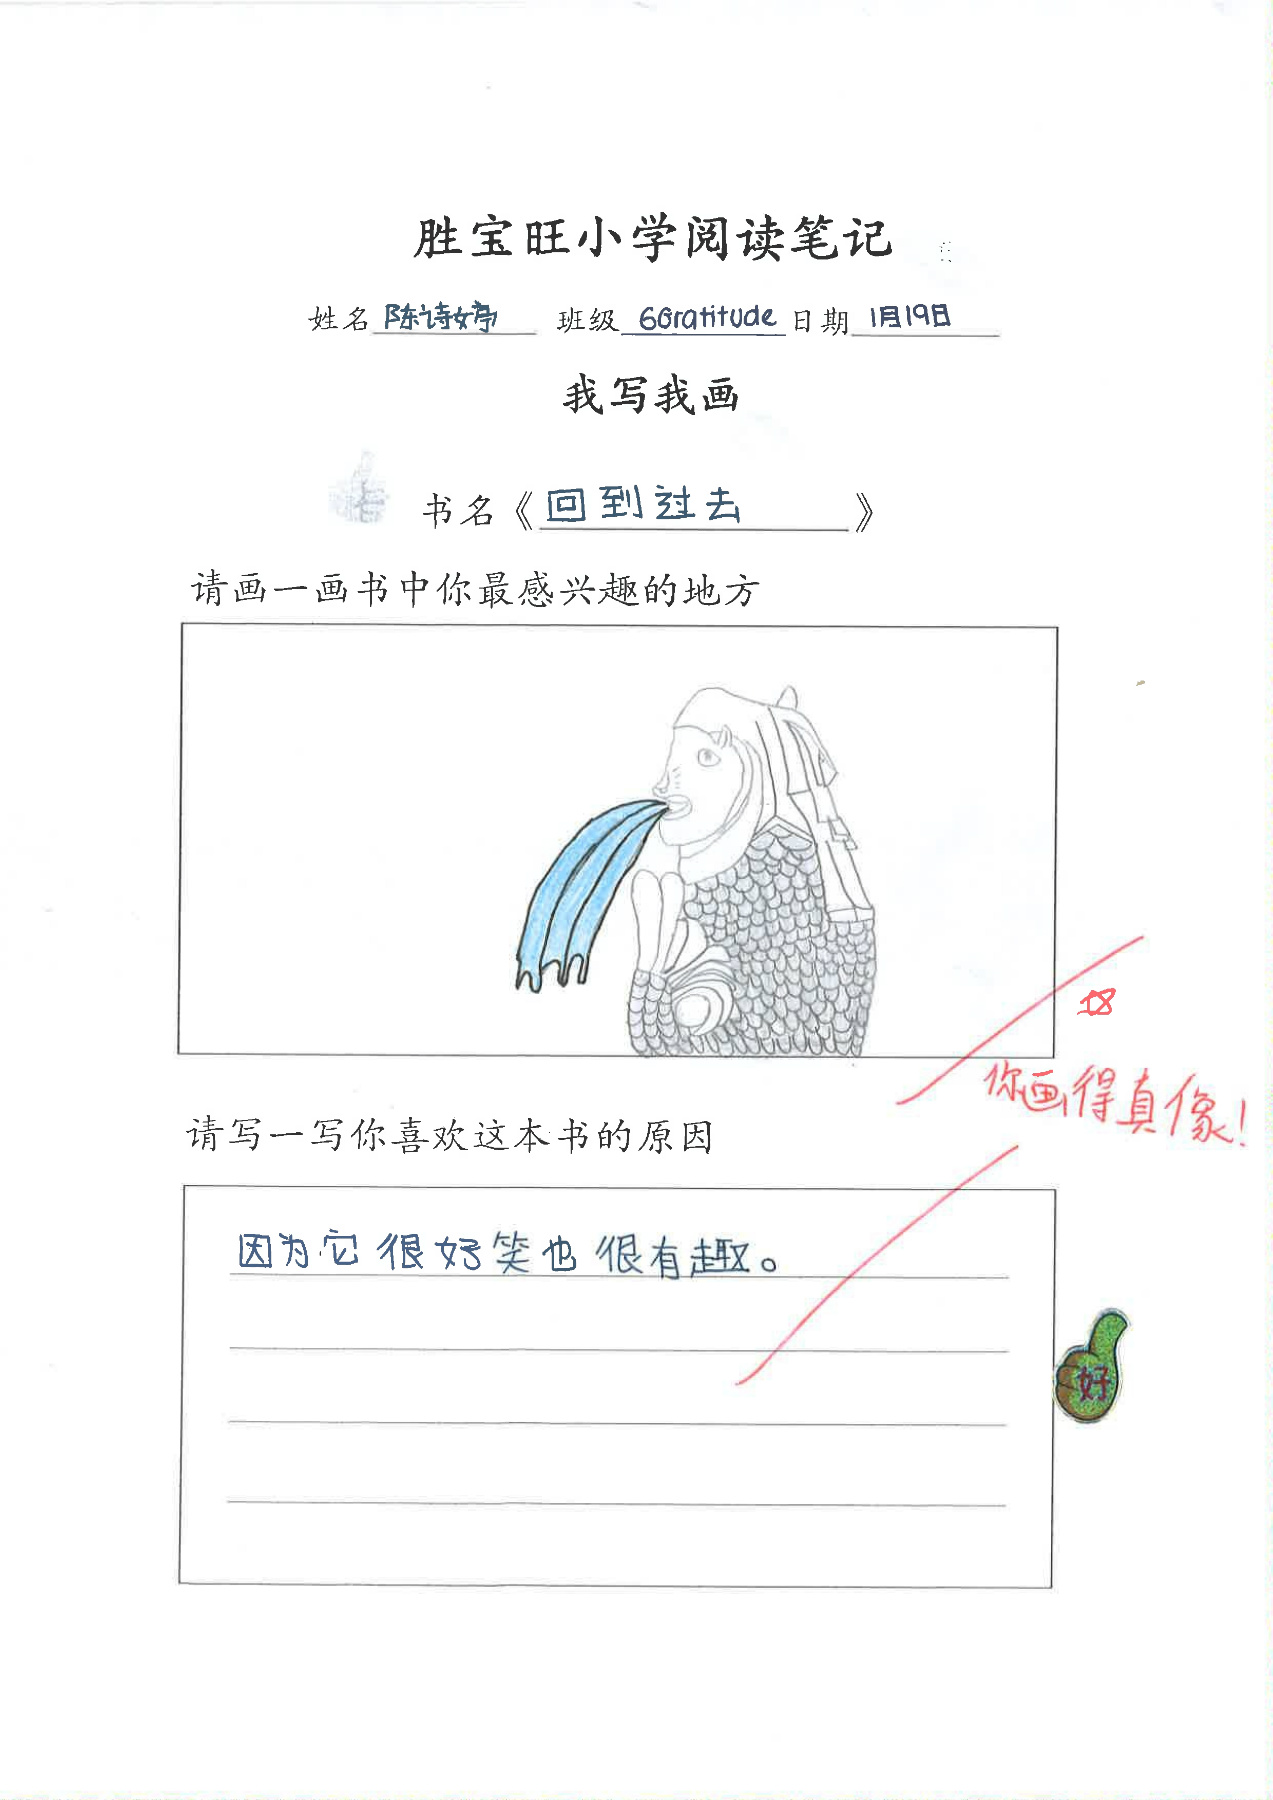 胜宝旺小学阅读笔记
姓名 陈诗婷 班级 6Gratitude 日期 1月19日
我写我画
书名《回到过去》
请画一画书中你最感兴趣的地方
你画得真像！
请写一写你喜欢这本书的原因
因为它很好笑也很有趣。
好